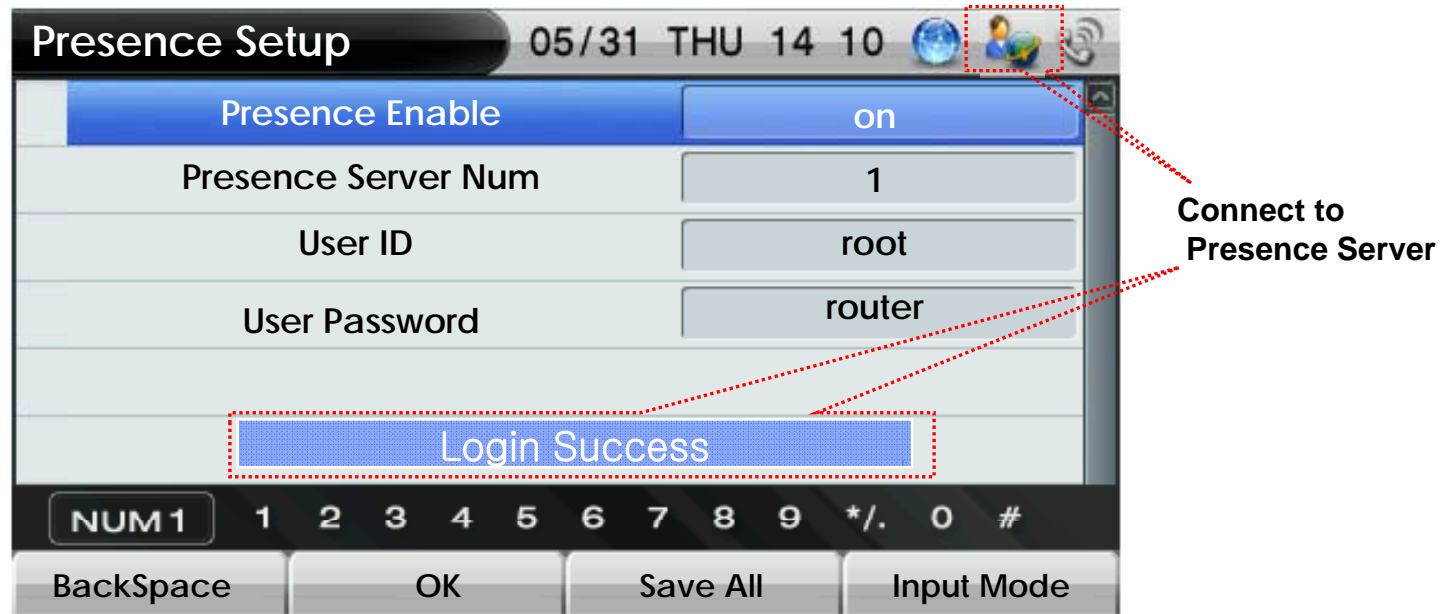 Presence Setup 05/31 THU 14 10
Presence Enable on
Presence Server Num 1
User ID root
User Password router
Login Success
NUM1 1 2 3 4 5 6 7 8 9 */. 0 #
BackSpace OK Save All Input Mode
Connect to
Presence Server